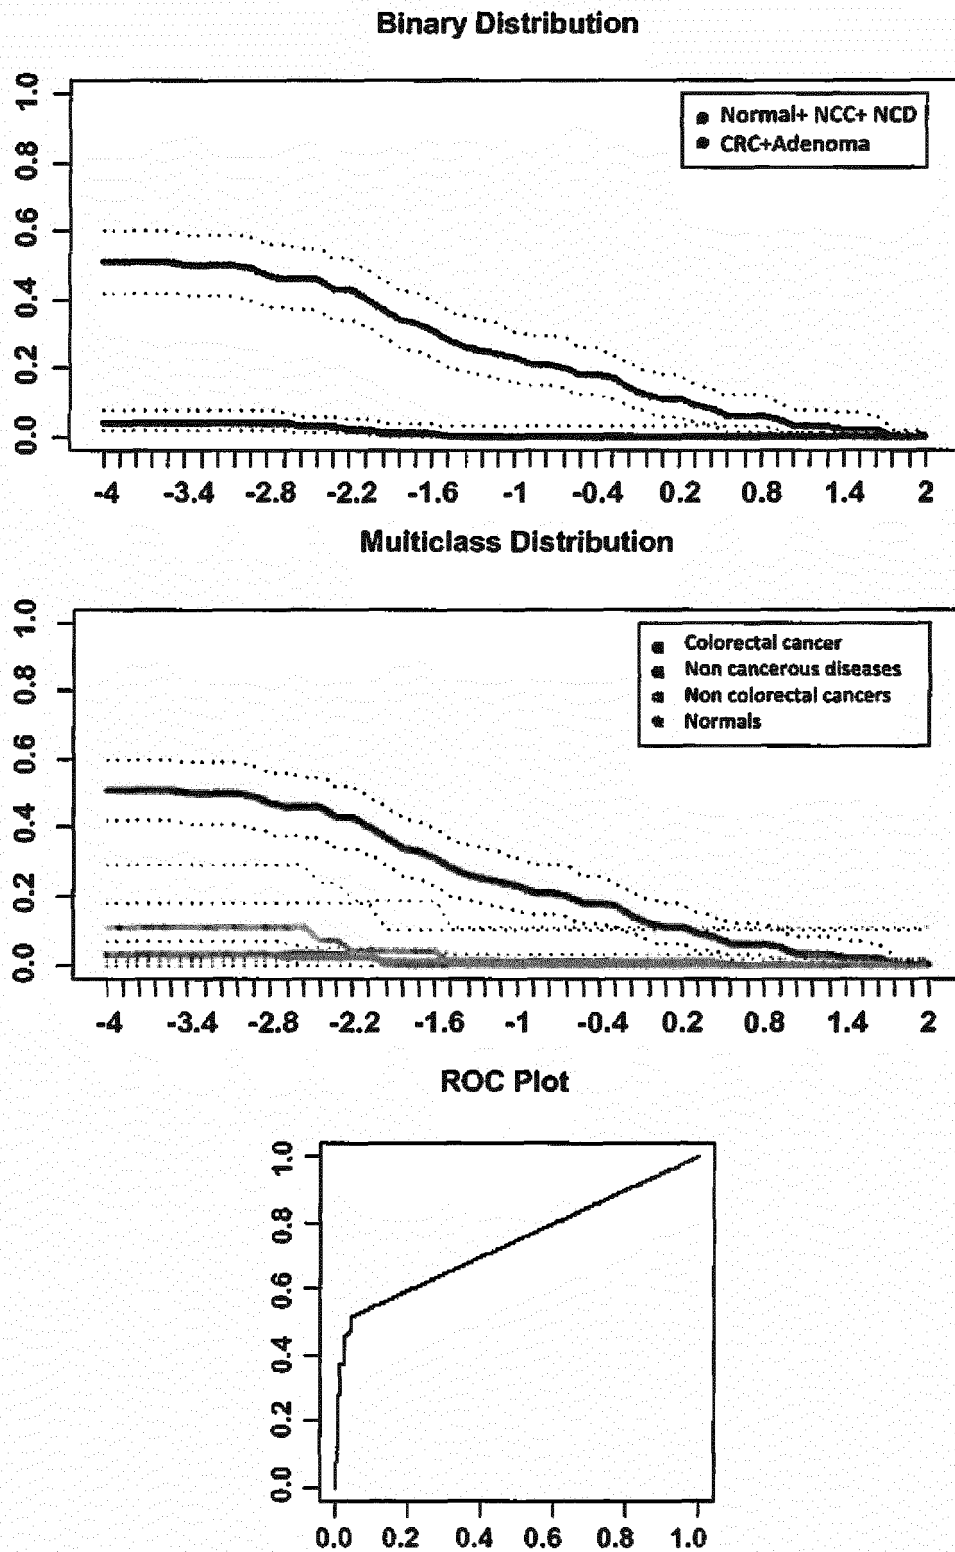 Binary Distribution
1.0
0.8
0.6
0.4
0.2
0.0
Normal+ NCC+ NCD
CRC+Adenoma
-4 -3.4 -2.8 -2.2 -1.6 -1 -0.4 0.2 0.8 1.4 2
Multiclass Distribution
1.0
0.8
0.6
0.4
0.2
0.0
Colorectal cancer
Non cancerous diseases
Non colorectal cancers
Normals
-4 -3.4 -2.8 -2.2 -1.6 -1 -0.4 0.2 0.8 1.4 2
ROC Plot
1.0
0.8
0.6
0.4
0.2
0.0
0.0 0.2 0.4 0.6 0.8 1.0